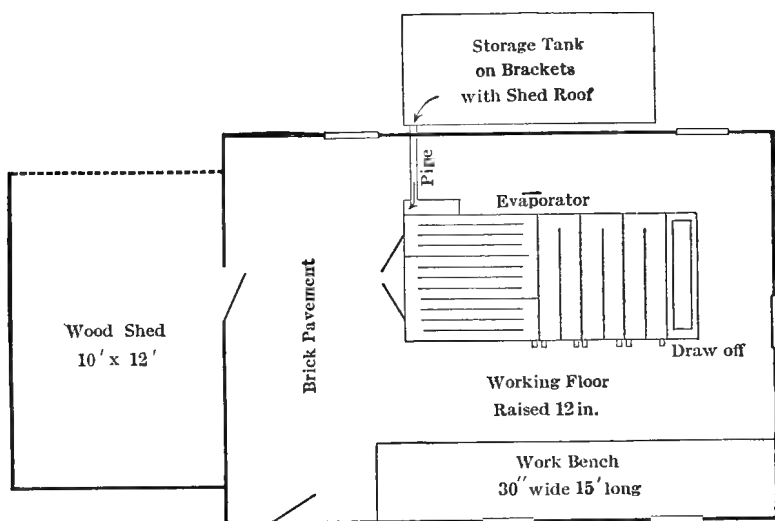 Storage Tank
on Brackets
with Shed Roof
Pipe
Evaporator
Brick Pavement
Wood Shed
10' x 12'
Draw off
Working Floor
Raised 12 in.
Work Bench
30" wide 15' long